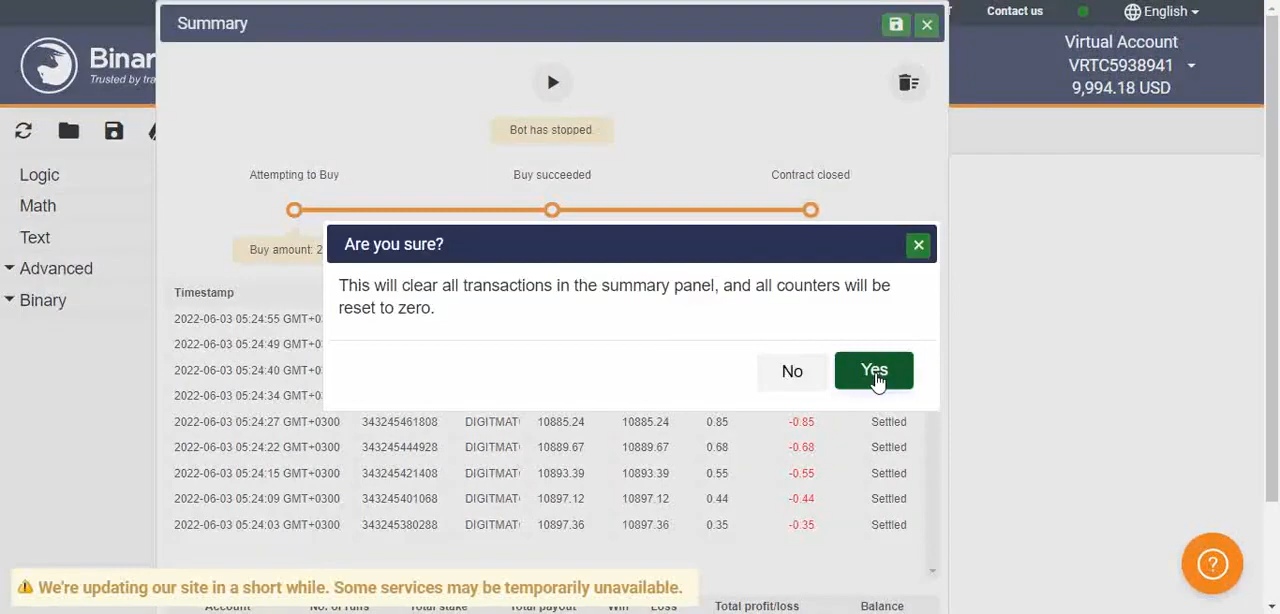 Summary
Contact us
English
Binar
Trusted by tra
Virtual Account
VRTC5938941
9,994.18 USD
Bot has stopped
Attempting to Buy Buy succeeded Contract closed
Buy amount: 2
Logic
Math
Text
Advanced
Binary
Are you sure?
This will clear all transactions in the summary panel, and all counters will be
reset to zero.
No Yes
Timestamp
2022-06-03 05:24:55 GMT+0
2022-06-03 05:24:49 GMT+0
2022-06-03 05:24:40 GMT+0
2022-06-03 05:24:34 GMT+0
2022-06-03 05:24:27 GMT+0300 343245461808 DIGITMAT 10885.24 10885.24 0.85 -0.85 Settled
2022-06-03 05:24:22 GMT+0300 343245444928 DIGITMAT 10889.67 10889.67 0.68 -0.68 Settled
2022-06-03 05:24:15 GMT+0300 343245421408 DIGITMAT 10893.39 10893.39 0.55 -0.55 Settled
2022-06-03 05:24:09 GMT+0300 343245401068 DIGITMAT 10897.12 10897.12 0.44 -0.44 Settled
2022-06-03 05:24:03 GMT+0300 343245380288 DIGITMAT 10897.36 10897.36 0.35 -0.35 Settled
We're updating our site in a short while. Some services may be temporarily unavailable.
Account No. of runs Total stake Total payout Win Loss Total profit/loss Balance